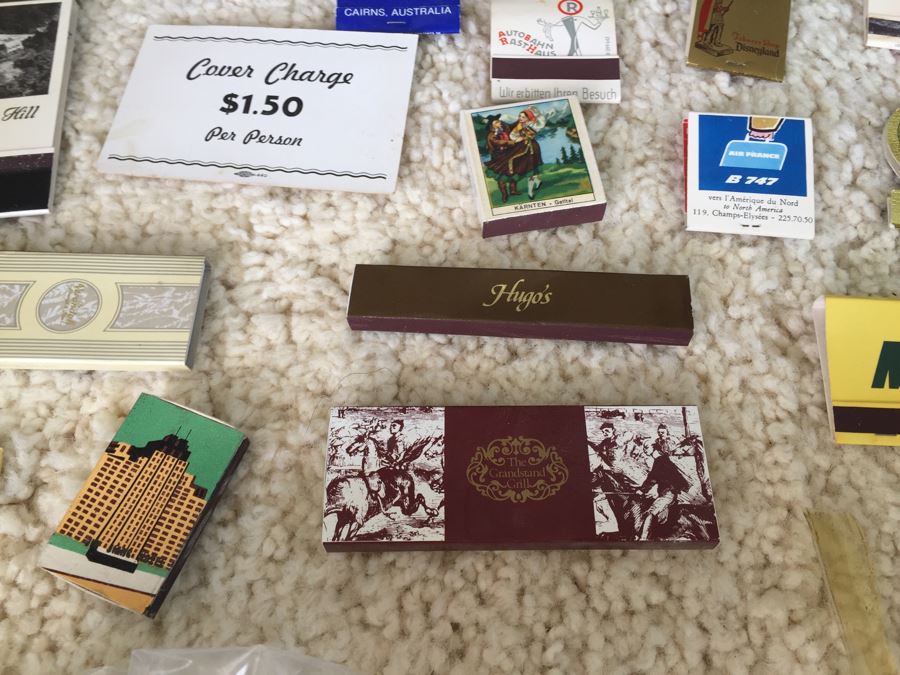 Hill
Cover Charge
$1.50
Per Person
CAIRNS, AUSTRALIA
R
AUTOBAHN
RASTHAUS
Wir erbitten Ihren Besuch
Disneyland
KÄRNTEN - Gailtal
AIR FRANCE
B 747
vers l'Amérique du Nord
to North America
119, Champs-Elysées - 225.70.50
Hugo's
M
The
Grandstand
Grill